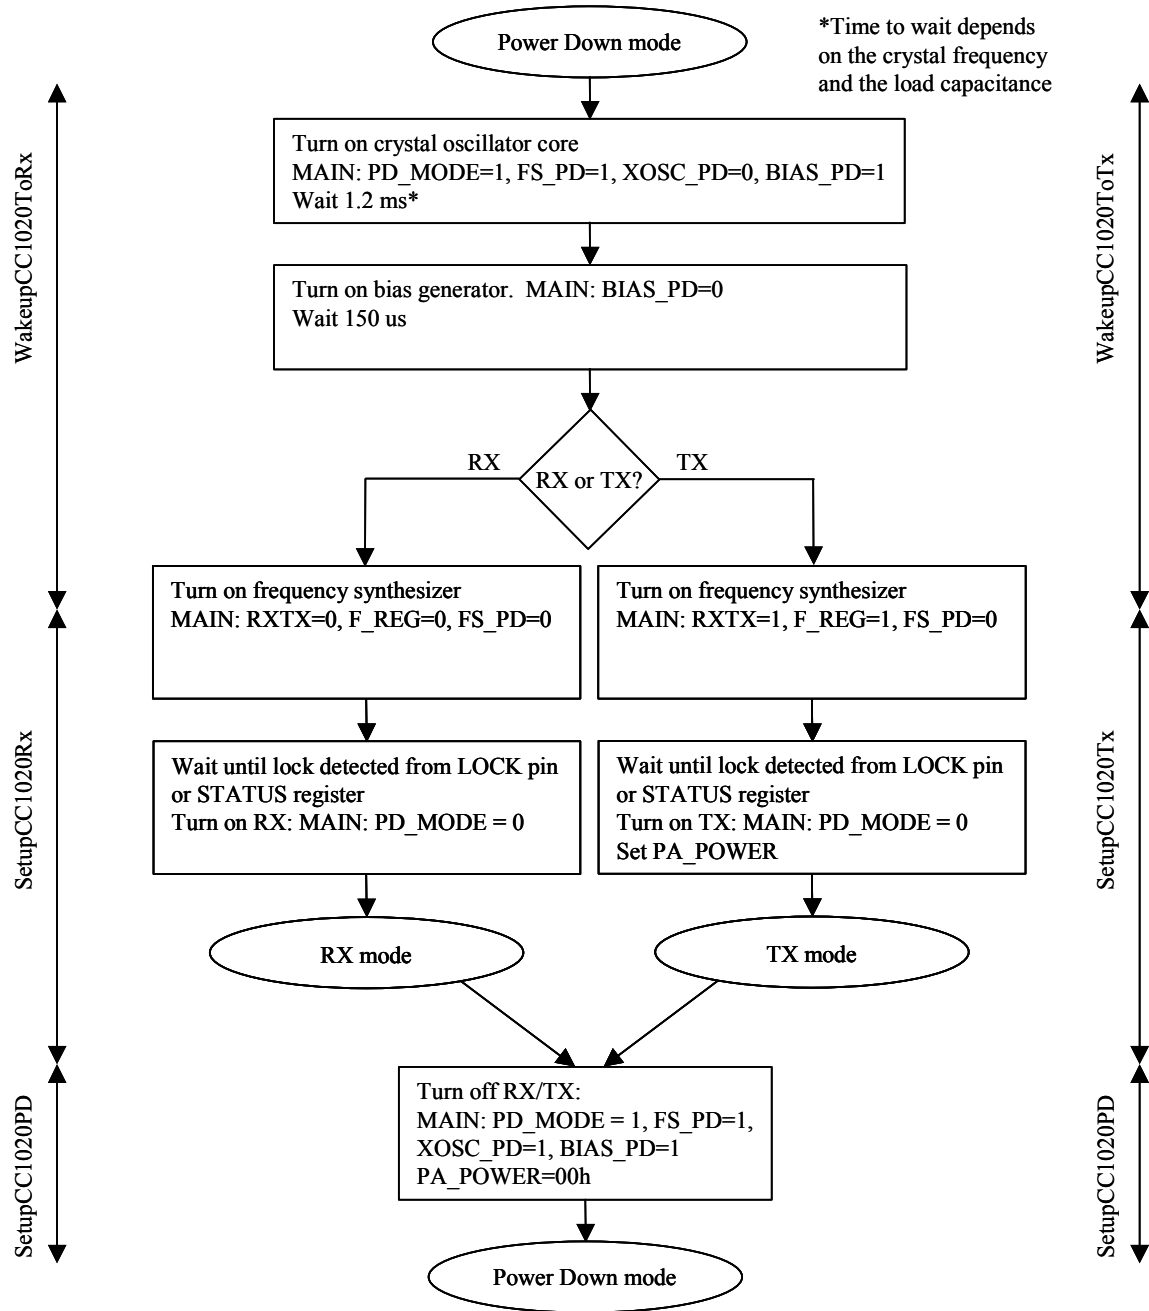 Power Down mode
*Time to wait depends
on the crystal frequency
and the load capacitance
WakeupCC1020ToRx
WakeupCC1020ToTx
Turn on crystal oscillator core
MAIN: PD_MODE=1, FS_PD=1, XOSC_PD=0, BIAS_PD=1
Wait 1.2 ms*
Turn on bias generator.  MAIN: BIAS_PD=0
Wait 150 us
RX
RX or TX?
TX
Turn on frequency synthesizer
MAIN: RXTX=0, F_REG=0, FS_PD=0
Turn on frequency synthesizer
MAIN: RXTX=1, F_REG=1, FS_PD=0
SetupCC1020Rx
SetupCC1020Tx
Wait until lock detected from LOCK pin
or STATUS register
Turn on RX: MAIN: PD_MODE = 0
Wait until lock detected from LOCK pin
or STATUS register
Turn on TX: MAIN: PD_MODE = 0
Set PA_POWER
RX mode
TX mode
SetupCC1020PD
SetupCC1020PD
Turn off RX/TX:
MAIN: PD_MODE = 1, FS_PD=1,
XOSC_PD=1, BIAS_PD=1
PA_POWER=00h
Power Down mode